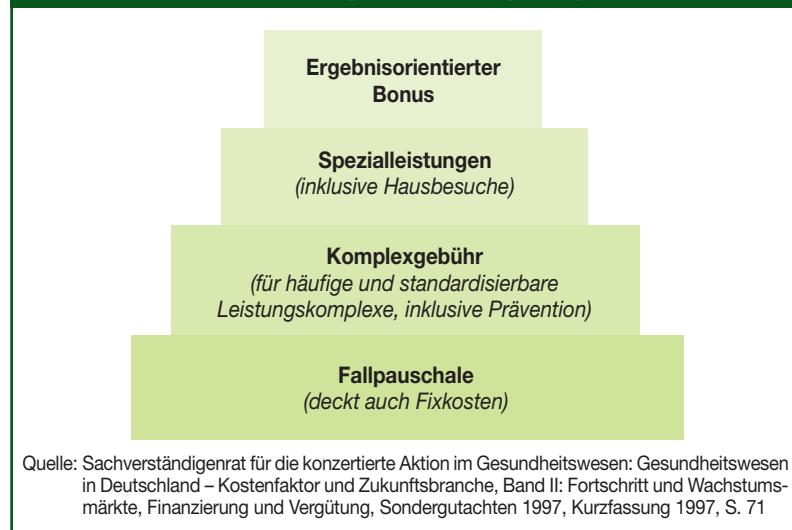 Ergebnisorientierter
Bonus
Spezialleistungen
(inklusive Hausbesuche)
Komplexgebühr
(für häufige und standardisierbare
Leistungskomplexe, inklusive Prävention)
Fallpauschale
(deckt auch Fixkosten)
Quelle: Sachverständigenrat für die konzertierte Aktion im Gesundheitswesen: Gesundheitswesen
in Deutschland – Kostenfaktor und Zukunftsbranche, Band II: Fortschritt und Wachstums-
märkte, Finanzierung und Vergütung, Sondergutachten 1997, Kurzfassung 1997, S. 71